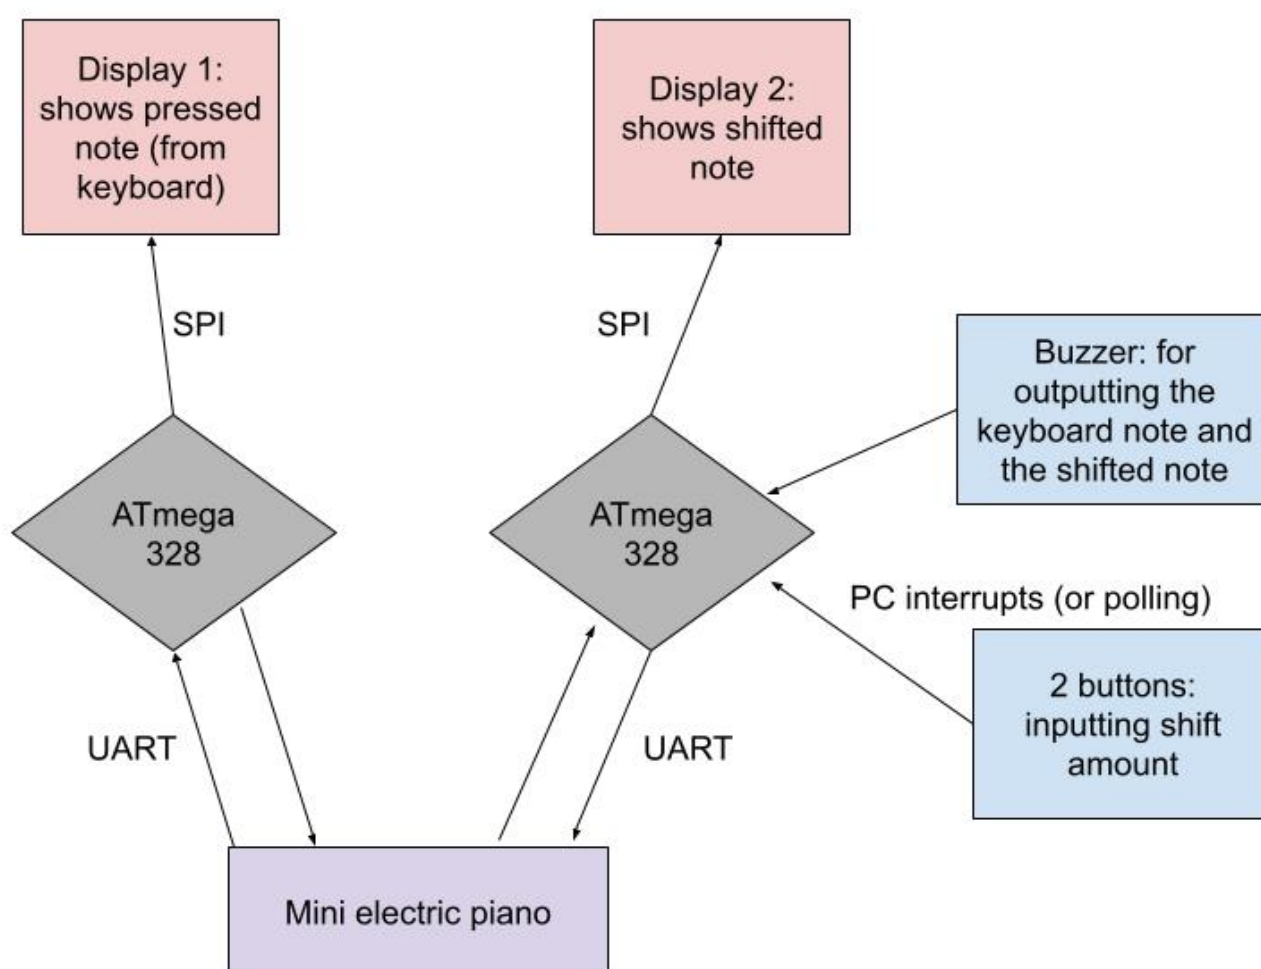 Display 1:
shows pressed
note (from
keyboard)
Display 2:
shows shifted
note
SPI
SPI
Buzzer: for
outputting the
keyboard note and
the shifted note
ATmega
328
ATmega
328
PC interrupts (or polling)
2 buttons:
inputting shift
amount
UART
UART
Mini electric piano